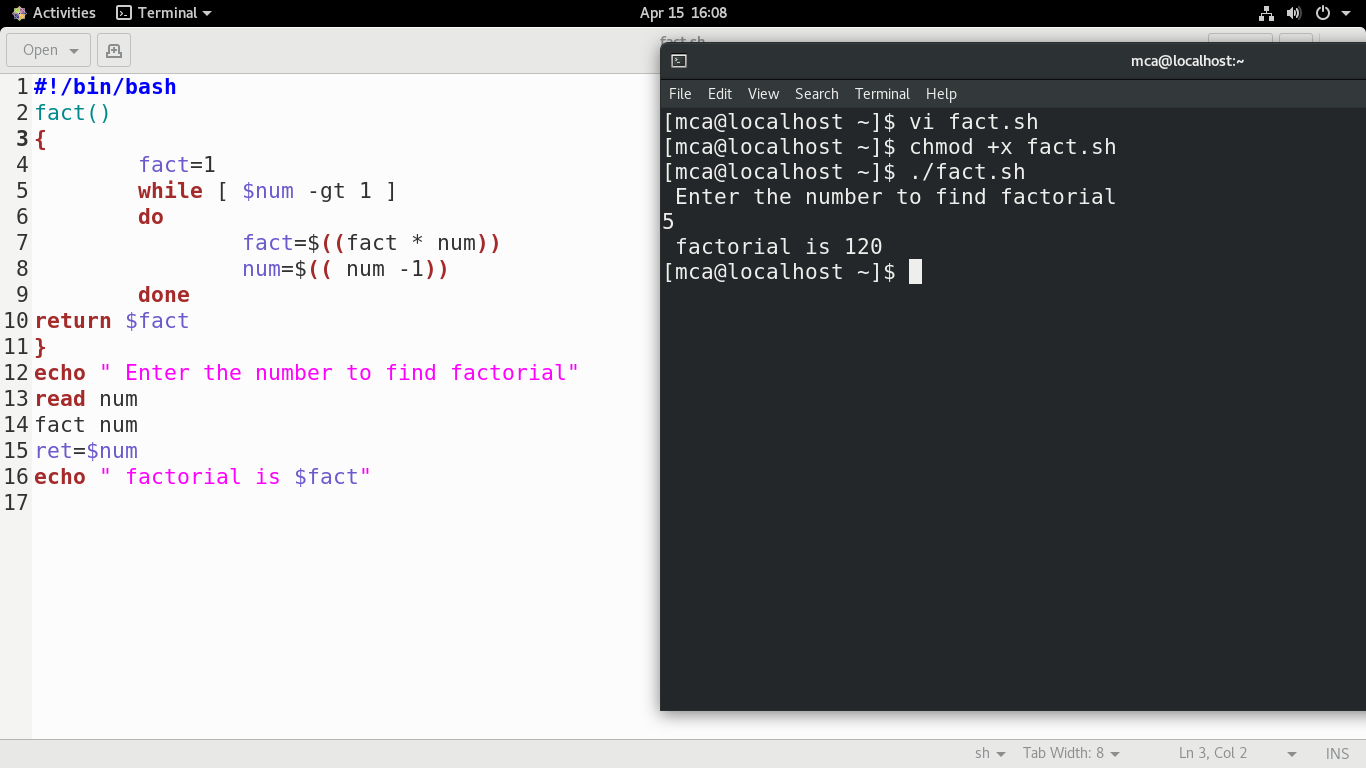 Activities Terminal Apr 15 16:08
Open
fact.sh
1 #!/bin/bash
2 fact()
3 {
4         fact=1
5         while [ $num -gt 1 ]
6         do
7                 fact=$((fact * num))
8                 num=$(( num -1))
9         done
10 return $fact
11 }
12 echo " Enter the number to find factorial"
13 read num
14 fact num
15 ret=$num
16 echo " factorial is $fact"
17
sh Tab Width: 8 Ln 3, Col 2 INS
mca@localhost:~
File Edit View Search Terminal Help
[mca@localhost ~]$ vi fact.sh
[mca@localhost ~]$ chmod +x fact.sh
[mca@localhost ~]$ ./fact.sh
 Enter the number to find factorial
5
 factorial is 120
[mca@localhost ~]$